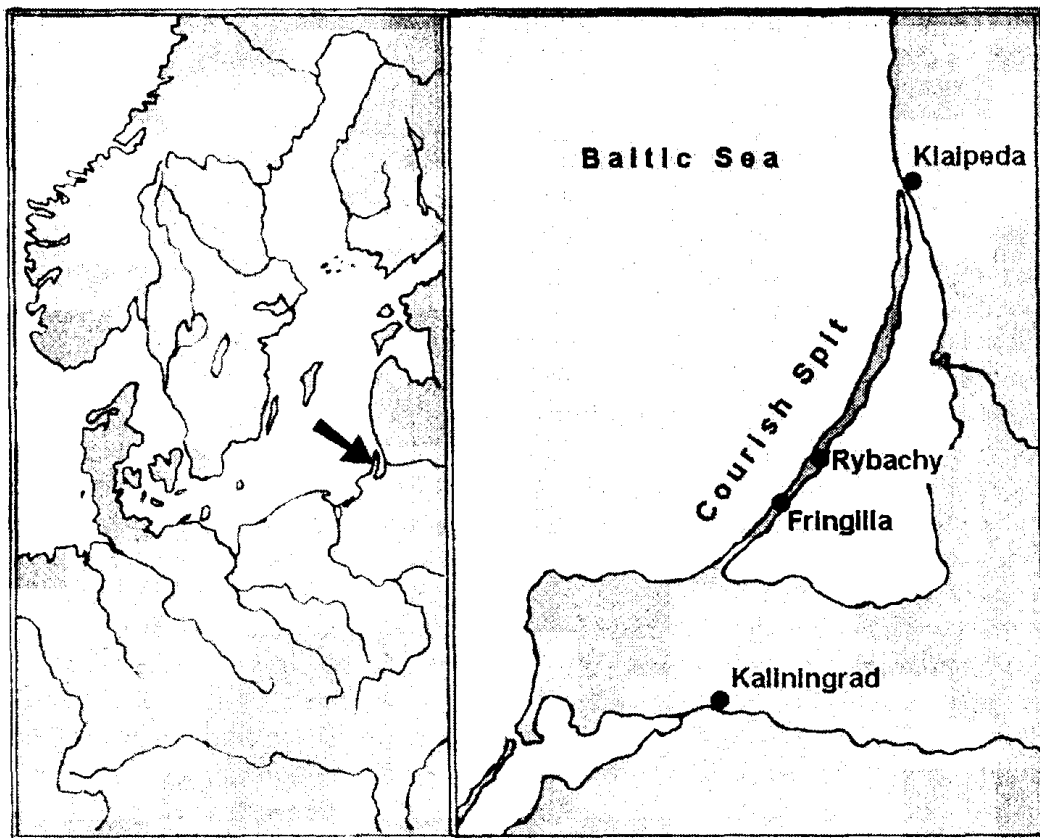 Baltic Sea
Klaipeda
Courish Spit
Rybachy
Fringilla
Kaliningrad